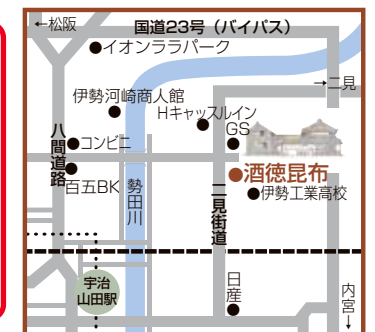 ←松阪
国道23号（バイパス）
●イオンララパーク
→二見
伊勢河崎商人館
Hキャッスルイン
GS
八間道路
●コンビニ
百五BK
勢田川
二見街道
●酒徳昆布
●伊勢工業高校
宇治
山田駅
日産
内宮→